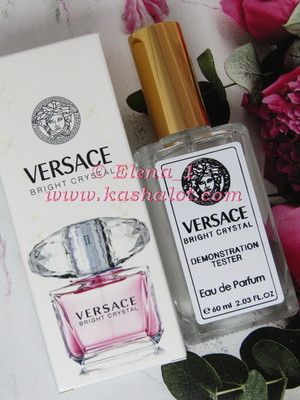 VERSACE
BRIGHT CRYSTAL
© Elena_L
www.kashalot.com
VERSACE
BRIGHT CRYSTAL
VERSACE
BRIGHT CRYSTAL
DEMONSTRATION
TESTER
Eau de Parfum
℮ 60 ml 2.03 FL.OZ